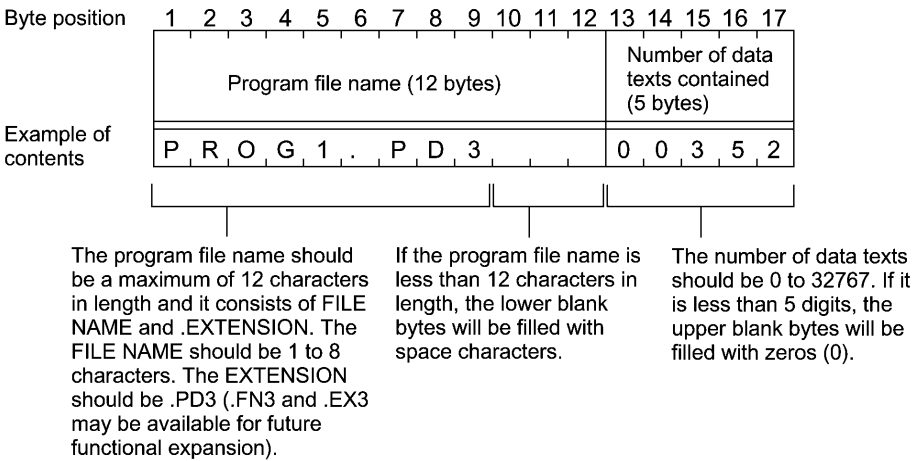 Byte position 1 2 3 4 5 6 7 8 9 10 11 12 13 14 15 16 17
Program file name (12 bytes)
Number of data
texts contained
(5 bytes)
Example of
contents
P R O G 1 . P D 3 0 0 3 5 2
The program file name should
be a maximum of 12 characters
in length and it consists of FILE
NAME and .EXTENSION. The
FILE NAME should be 1 to 8
characters. The EXTENSION
should be .PD3 (.FN3 and .EX3
may be available for future
functional expansion).
If the program file name is
less than 12 characters in
length, the lower blank
bytes will be filled with
space characters.
The number of data texts
should be 0 to 32767. If it
is less than 5 digits, the
upper blank bytes will be
filled with zeros (0).